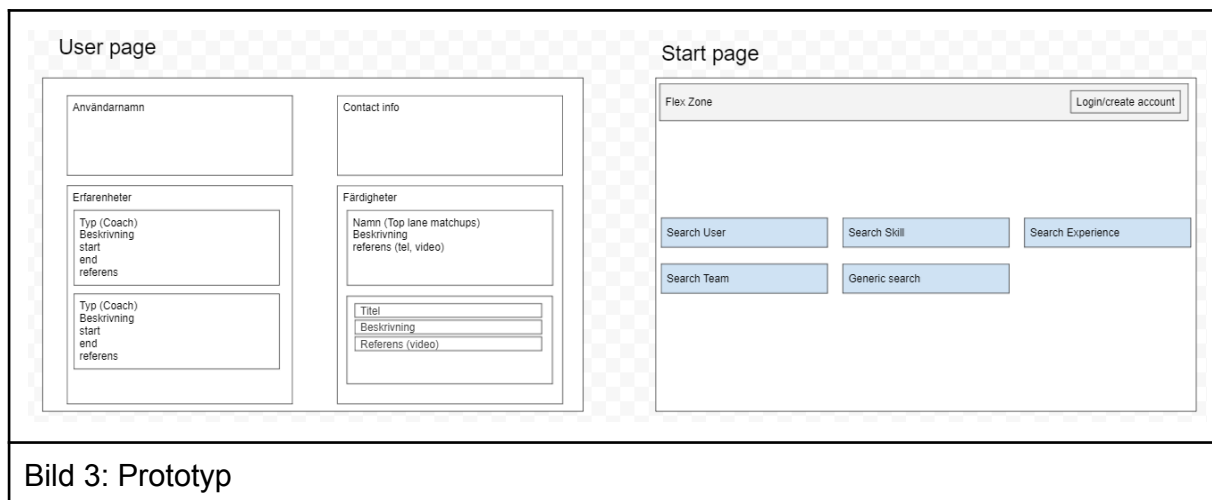 User page
Användarnamn
Contact info
Erfarenheter
Typ (Coach)
Beskrivning
start
end
referens
Typ (Coach)
Beskrivning
start
end
referens
Färdigheter
Namn (Top lane matchups)
Beskrivning
referens (tel, video)
Titel
Beskrivning
Referens (video)
Start page
Flex Zone
Login/create account
Search User
Search Skill
Search Experience
Search Team
Generic search
Bild 3: Prototyp